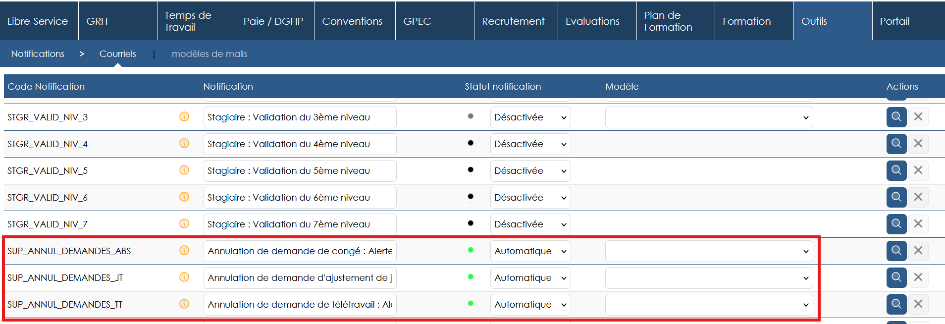 Libre Service GRH Temps de Travail Paie / DGFIP Conventions GPEC Recrutement Evaluations Plan de Formation Formation Outils Portail
Notifications > Courriels | modèles de mails
Code Notification Notification Statut notification Modèle Actions
STGR_VALID_NIV_3 Stagiaire : Validation du 3ème niveau Désactivée
STGR_VALID_NIV_4 Stagiaire : Validation du 4ème niveau Désactivée
STGR_VALID_NIV_5 Stagiaire : Validation du 5ème niveau Désactivée
STGR_VALID_NIV_6 Stagiaire : Validation du 6ème niveau Désactivée
STGR_VALID_NIV_7 Stagiaire : Validation du 7ème niveau Désactivée
SUP_ANNUL_DEMANDES_ABS Annulation de demande de congé : Alerte Automatique
SUP_ANNUL_DEMANDES_JT Annulation de demande d'ajustement de j Automatique
SUP_ANNUL_DEMANDES_TT Annulation de demande de télétravail : Ale Automatique